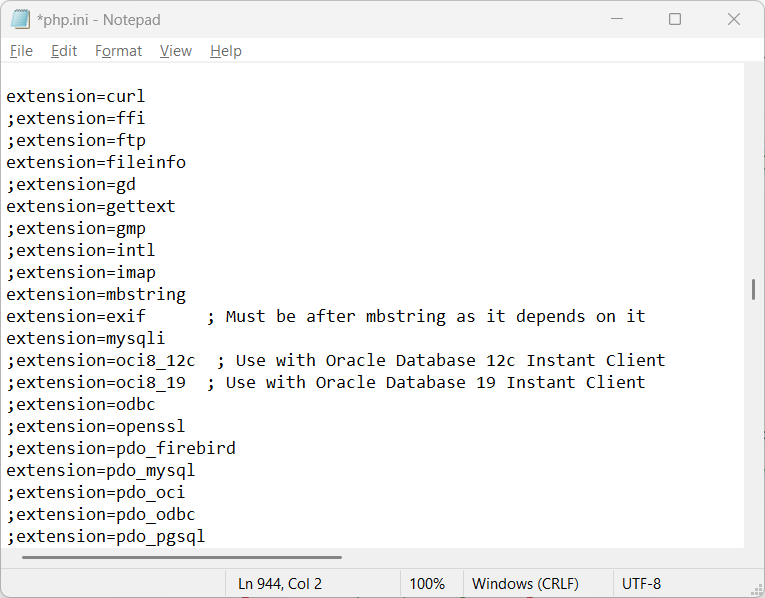 *php.ini - Notepad
File Edit Format View Help
extension=curl
;extension=ffi
;extension=ftp
extension=fileinfo
;extension=gd
extension=gettext
;extension=gmp
;extension=intl
;extension=imap
extension=mbstring
extension=exif      ; Must be after mbstring as it depends on it
extension=mysqli
;extension=oci8_12c  ; Use with Oracle Database 12c Instant Client
;extension=oci8_19  ; Use with Oracle Database 19 Instant Client
;extension=odbc
;extension=openssl
;extension=pdo_firebird
extension=pdo_mysql
;extension=pdo_oci
;extension=pdo_odbc
;extension=pdo_pgsql
Ln 944, Col 2 100% Windows (CRLF) UTF-8